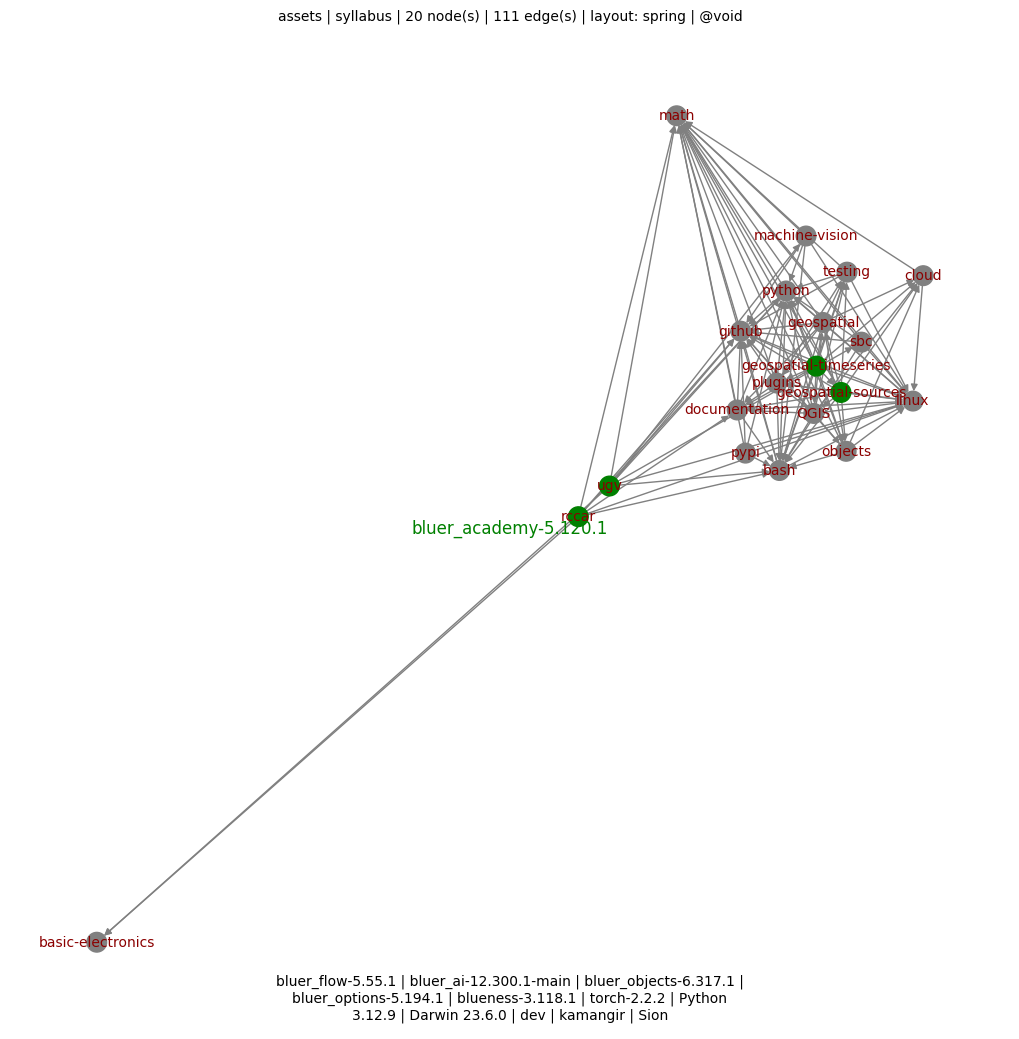 assets | syllabus | 20 node(s) | 111 edge(s) | layout: spring | @void
math
machine-vision
testing
cloud
python
geospatial
github
sbc
geospatial-timeseries
plugins
geospatial-sources
linux
documentation
QGIS
pypi
objects
bash
ugv
rccar
bluer_academy-5.120.1
basic-electronics
bluer_flow-5.55.1 | bluer_ai-12.300.1-main | bluer_objects-6.317.1 |
bluer_options-5.194.1 | blueness-3.118.1 | torch-2.2.2 | Python
3.12.9 | Darwin 23.6.0 | dev | kamangir | Sion